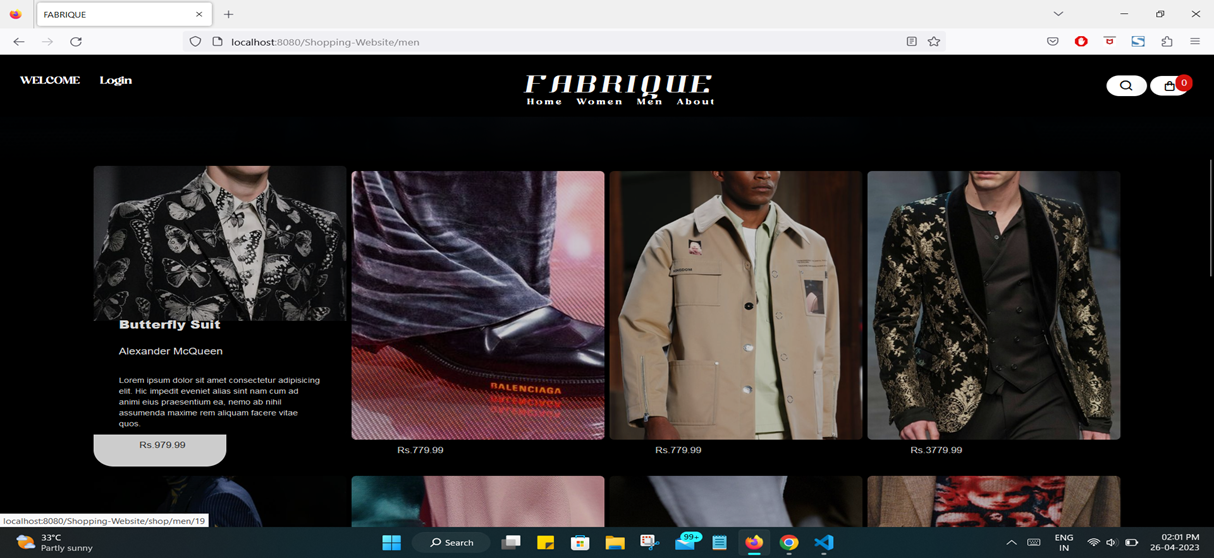 FABRIQUE
localhost:8080/Shopping-Website/men
WELCOME Login
FABRIQUE
Home Women Men About
0
Butterfly Suit
Alexander McQueen
Lorem ipsum dolor sit amet consectetur adipisicing
elit. Hic impedit eveniet alias sint nam cum ad
animi eius praesentium ea, nemo ab nihil
assumenda maxime rem aliquam facere vitae
quos.
Rs.979.99
BALENCIAGA
Rs.779.99
Rs.779.99
Rs.3779.99
localhost:8080/Shopping-Website/shop/men/19
33°C
Partly sunny
Search
99+
ENG
IN
02:01 PM
26-04-2023